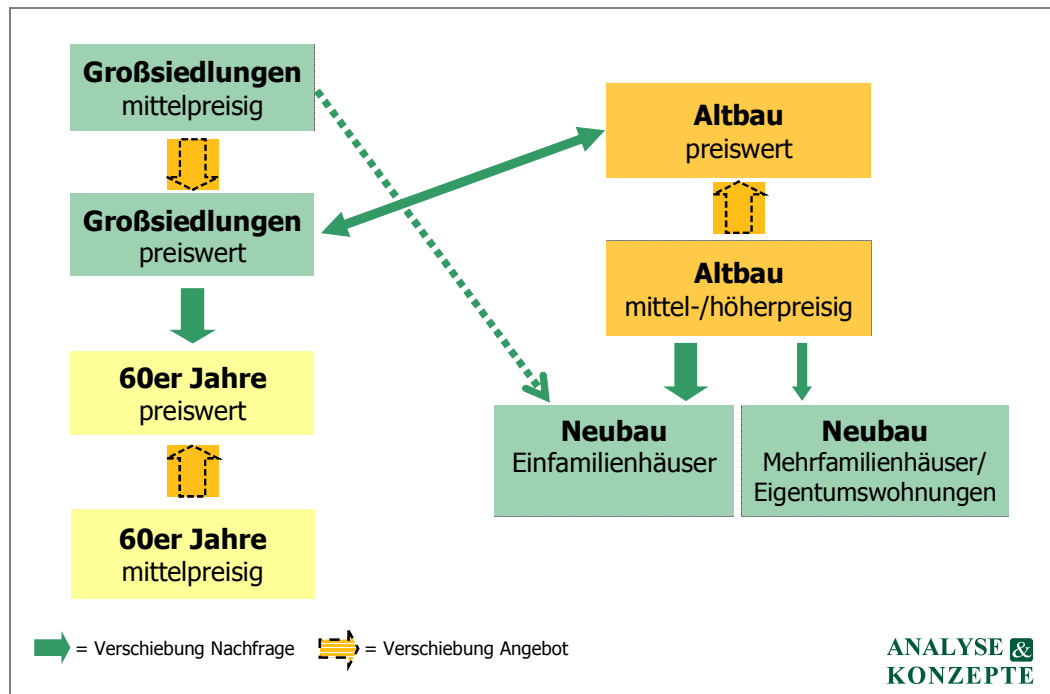 Großsiedlungen
mittelpreisig
Großsiedlungen
preiswert
60er Jahre
preiswert
60er Jahre
mittelpreisig
Altbau
preiswert
Altbau
mittel-/höherpreisig
Neubau
Einfamilienhäuser
Neubau
Mehrfamilienhäuser/
Eigentumswohnungen
= Verschiebung Nachfrage
= Verschiebung Angebot
ANALYSE &
KONZEPTE